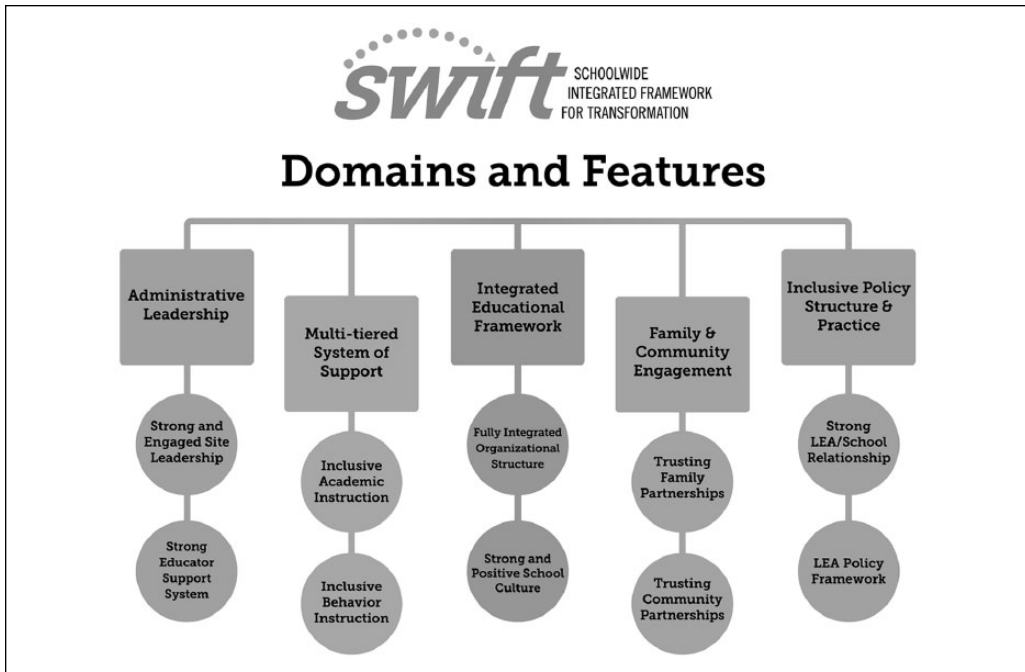 swift
SCHOOLWIDE
INTEGRATED FRAMEWORK
FOR TRANSFORMATION
Domains and Features
Administrative
Leadership
Strong and
Engaged Site
Leadership
Strong
Educator
Support
System
Multi-tiered
System of
Support
Inclusive
Academic
Instruction
Inclusive
Behavior
Instruction
Integrated
Educational
Framework
Fully Integrated
Organizational
Structure
Strong and
Positive School
Culture
Family &
Community
Engagement
Trusting
Family
Partnerships
Trusting
Community
Partnerships
Inclusive Policy
Structure &
Practice
Strong
LEA/School
Relationship
LEA Policy
Framework